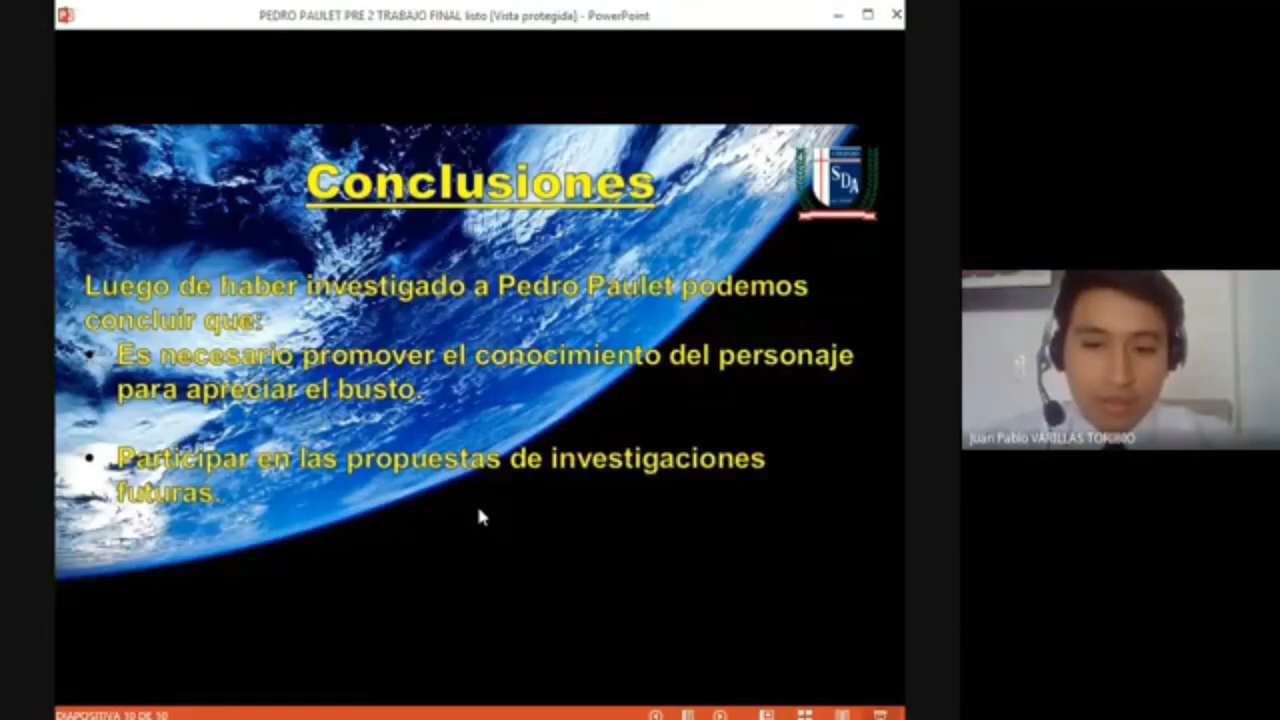 PEDRO PAULET PRE 2 TRABAJO FINAL listo [Vista protegida] - PowerPoint
Conclusiones
SDA
Luego de haber investigado a Pedro Paulet podemos
concluir que:
• Es necesario promover el conocimiento del personaje
para apreciar el busto.
• Participar en las propuestas de investigaciones
futuras.
Juan Pablo VARILLAS
DIAPOSITIVA 10 DE 10